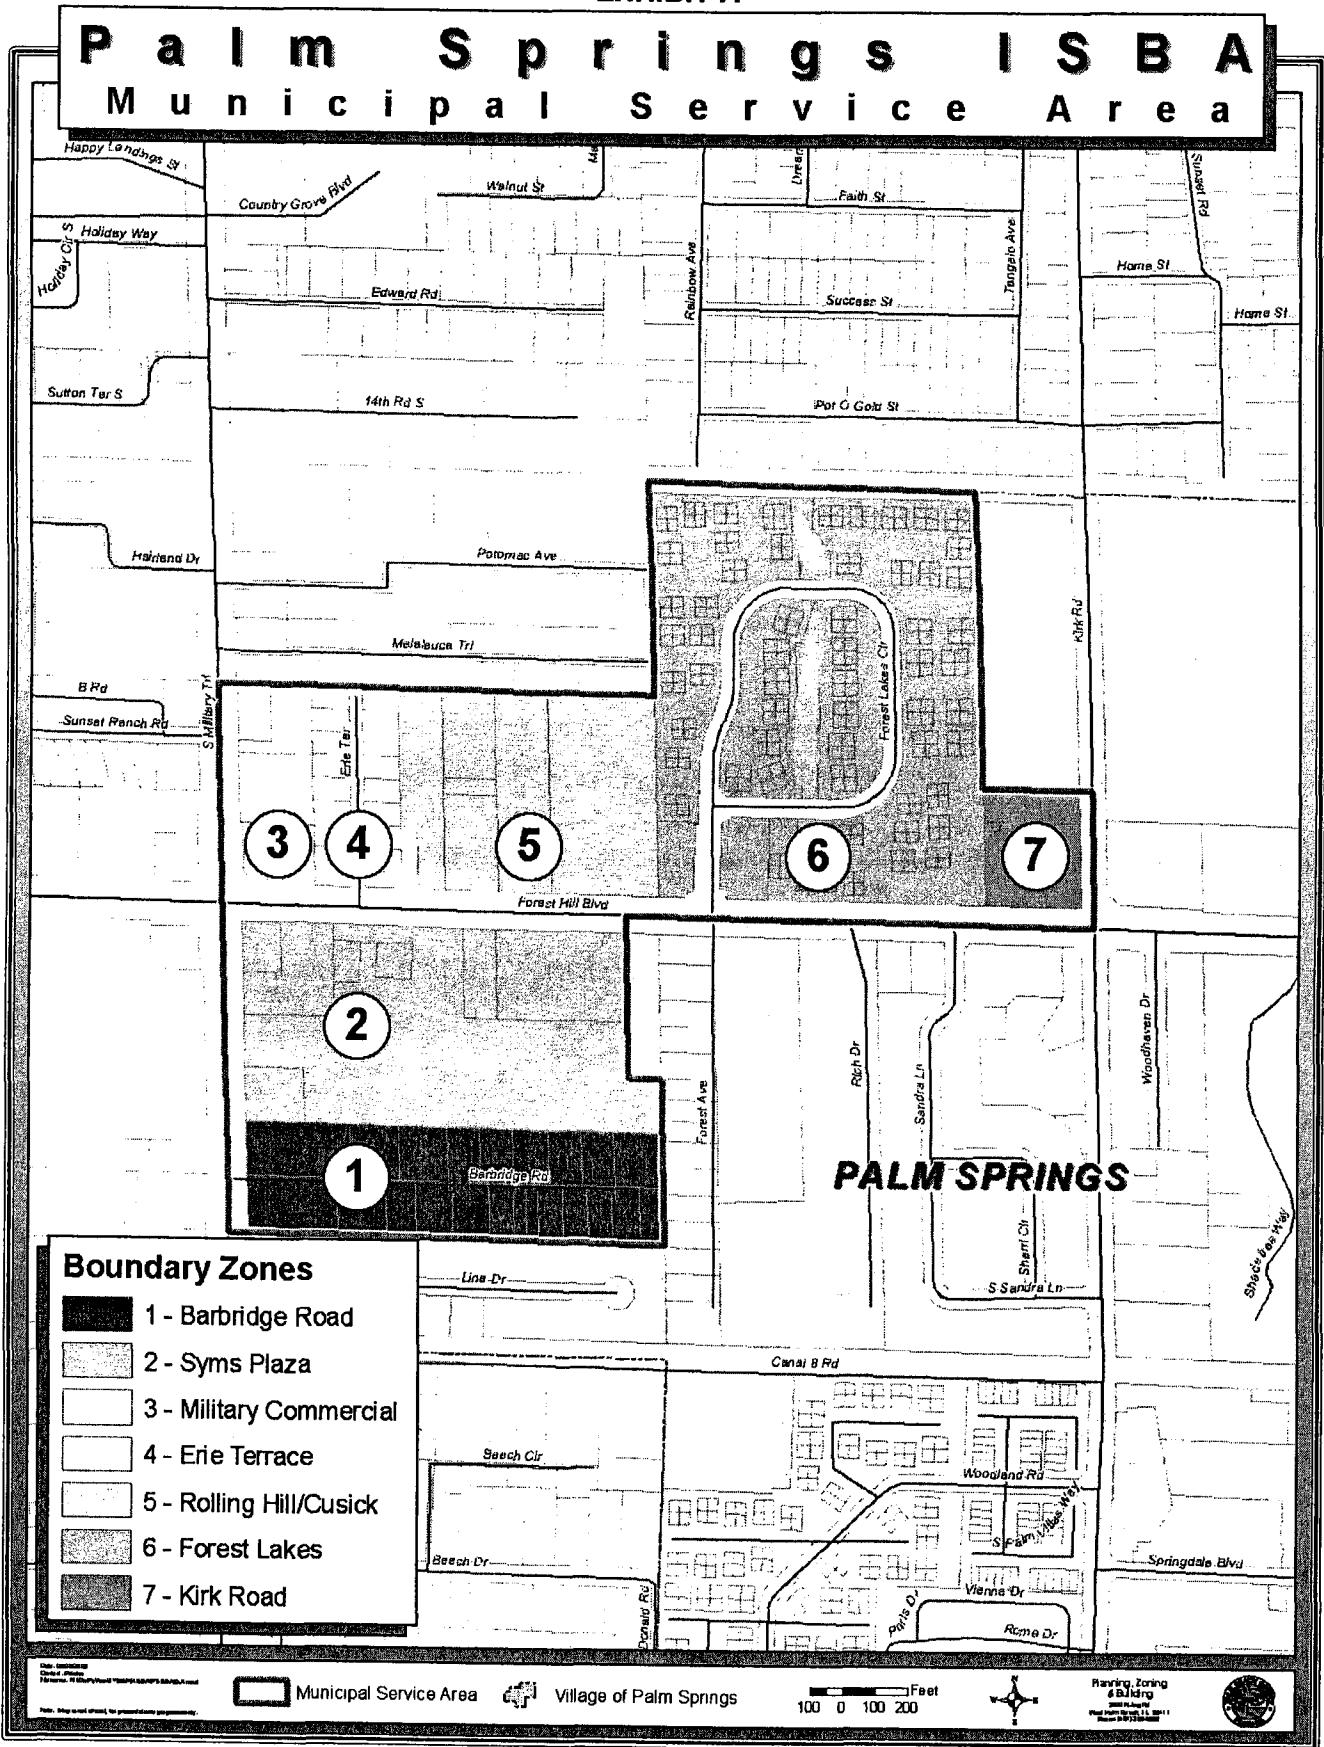 Palm Springs ISBA
Municipal Service Area
Happy Landings St
Country Grove Blvd
Walnut St
Faith St
Sunset Rd
Holiday Way
Holiday Cir S
Rainbow Ave
Tangelo Ave
Home St
Edward Rd
Success St
Home St
Sutton Ter S
14th Rd S
Pot O Gold St
Hairland Dr
Potomac Ave
Kirk Rd
Melaleuca Trl
Forest Lakes Cir
B Rd
S Military Trl
Sunset Ranch Rd
Erie Ter
3
4
5
6
7
Forest Hill Blvd
2
Rich Dr
Sandra Ln
Woodhaven Dr
Forest Ave
1
Barbridge Rd
PALM SPRINGS
Sherri Cir
Shadetree Way
S Sandra Ln
Line Dr
Boundary Zones
1 - Barbridge Road
2 - Syms Plaza
3 - Military Commercial
4 - Erie Terrace
5 - Rolling Hill/Cusick
6 - Forest Lakes
7 - Kirk Road
Canal 8 Rd
Beech Cir
Woodland Rd
S Palm Villas Way
Beech Dr
Springdale Blvd
Vienna Dr
Donald Rd
Paris Dr
Rome Dr
Municipal Service Area
Village of Palm Springs
Feet
100 0 100 200
N
W
E
S
Planning, Zoning
& Building